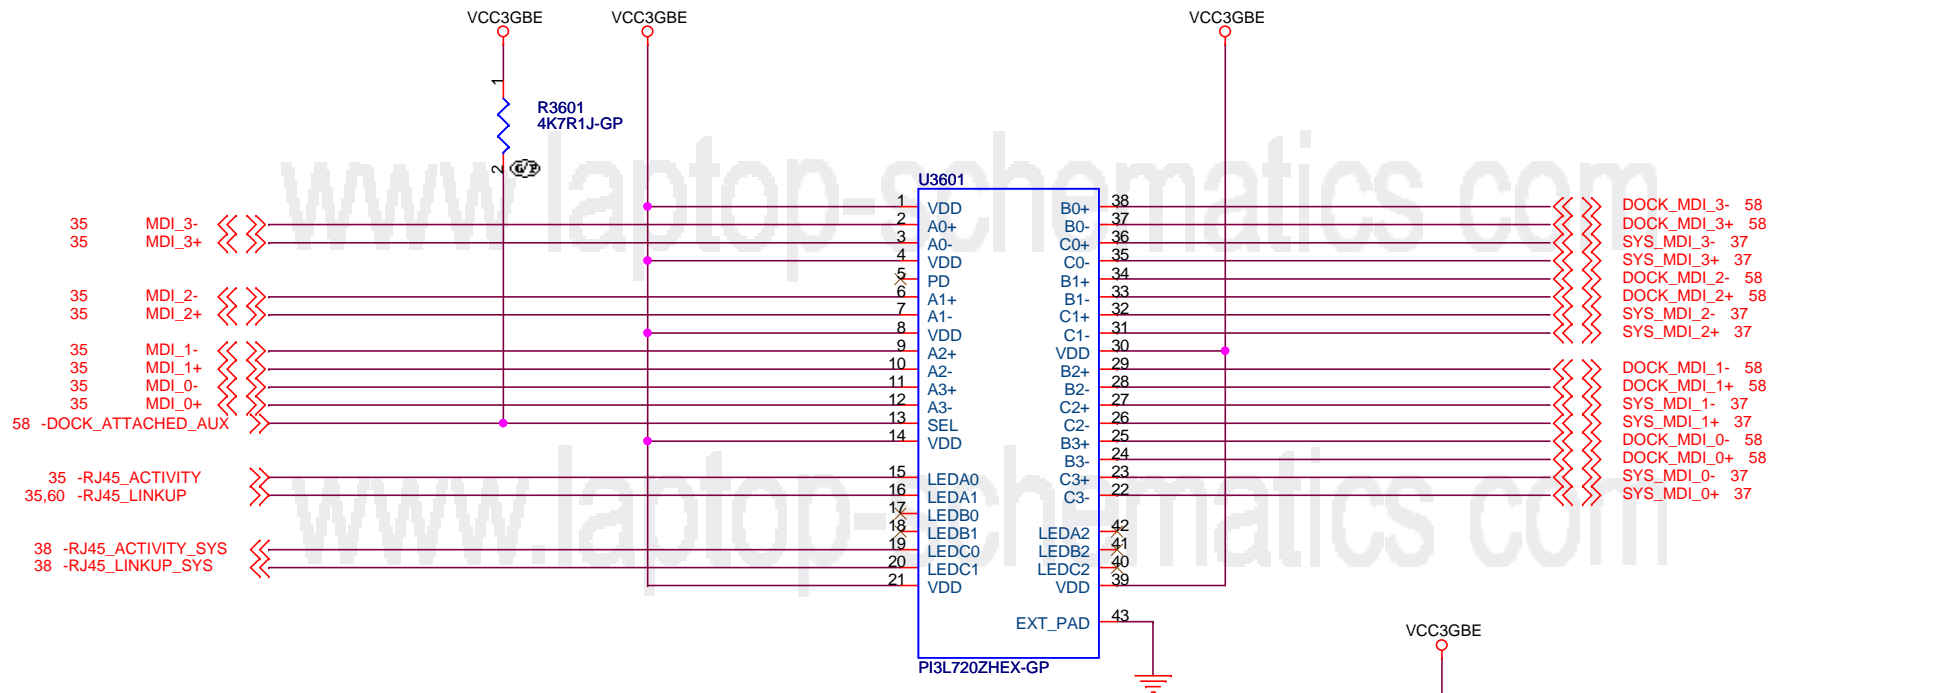 VCC3GBE VCC3GBE VCC3GBE
1
R3601
4K7R1J-GP
2 G/P
www.laptop-schematics.com
U3601
35 MDI_3- 2 A0+
35 MDI_3+ 3 A0-
1 VDD
4 VDD
5 PD
35 MDI_2- 6 A1+
35 MDI_2+ 7 A1-
8 VDD
35 MDI_1- 9 A2+
35 MDI_1+ 10 A2-
35 MDI_0- 11 A3+
35 MDI_0+ 12 A3-
58 -DOCK_ATTACHED_AUX 13 SEL
14 VDD
35 -RJ45_ACTIVITY 15 LEDA0
35,60 -RJ45_LINKUP 16 LEDA1
17 LEDB0
18 LEDB1
38 -RJ45_ACTIVITY_SYS 19 LEDC0
38 -RJ45_LINKUP_SYS 20 LEDC1
21 VDD
B0+ 38 DOCK_MDI_3- 58
B0- 37 DOCK_MDI_3+ 58
C0+ 36 SYS_MDI_3- 37
C0- 35 SYS_MDI_3+ 37
B1+ 34 DOCK_MDI_2- 58
B1- 33 DOCK_MDI_2+ 58
C1+ 32 SYS_MDI_2- 37
C1- 31 SYS_MDI_2+ 37
VDD 30
B2+ 29 DOCK_MDI_1- 58
B2- 28 DOCK_MDI_1+ 58
C2+ 27 SYS_MDI_1- 37
C2- 26 SYS_MDI_1+ 37
B3+ 25 DOCK_MDI_0- 58
B3- 24 DOCK_MDI_0+ 58
C3+ 23 SYS_MDI_0- 37
C3- 22 SYS_MDI_0+ 37
www.laptop-schematics.com
LEDA2 42
LEDB2 41
LEDC2 40
VDD 39
EXT_PAD 43
PI3L720ZHEX-GP
VCC3GBE